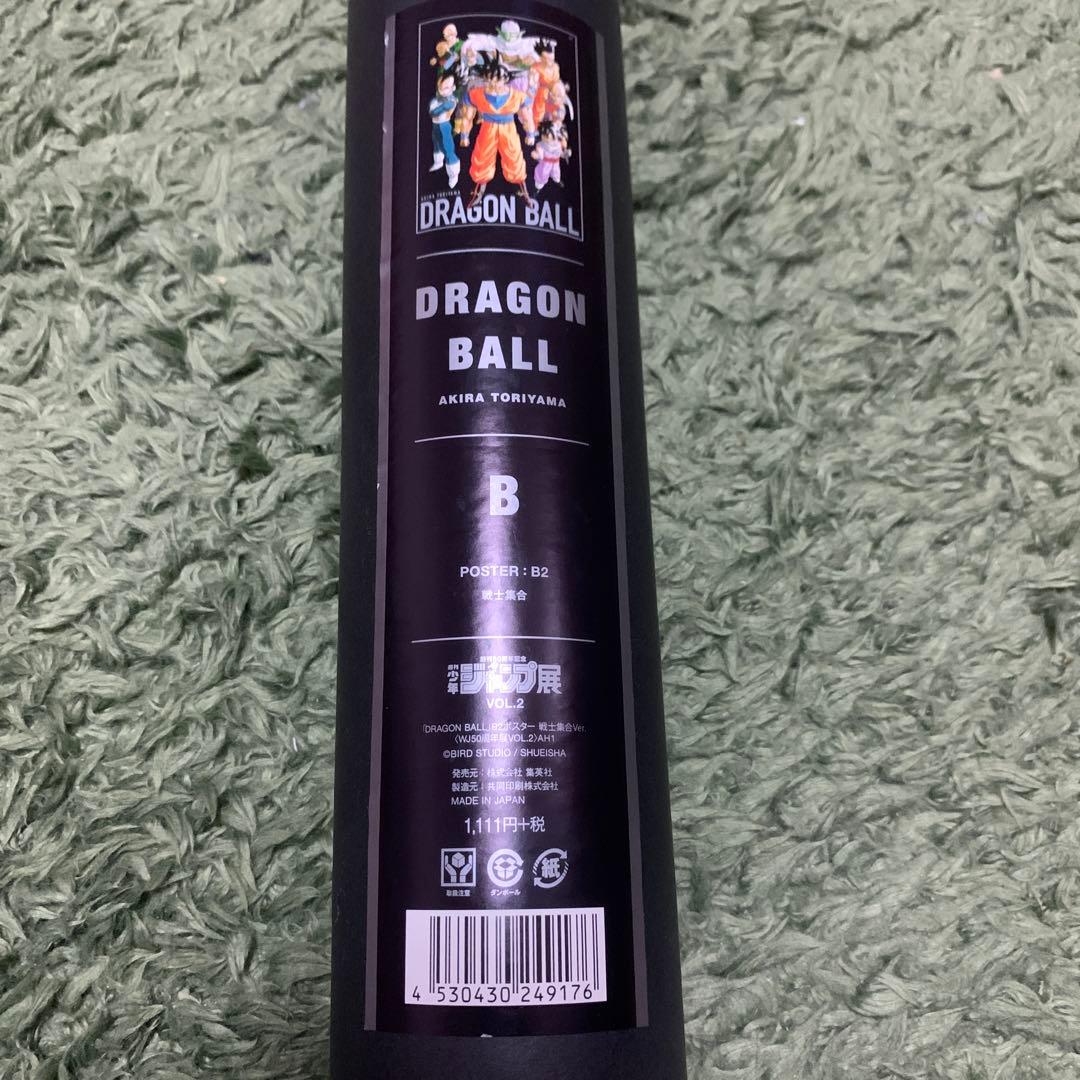 AKIRA TORIYAMA
DRAGON BALL
DRAGON
BALL
AKIRA TORIYAMA
B
POSTER : B2
戦士集合
創刊50周年記念
週刊少年ジャンプ展
VOL.2
「DRAGON BALL」B2ポスター 戦士集合Ver.
〈WJ50周年展VOL.2〉AH1
©BIRD STUDIO / SHUEISHA
発売元：株式会社 集英社
製造元：共同印刷株式会社
MADE IN JAPAN
1,111円+税
取扱注意 ダンボール 紙
4 530430 249176